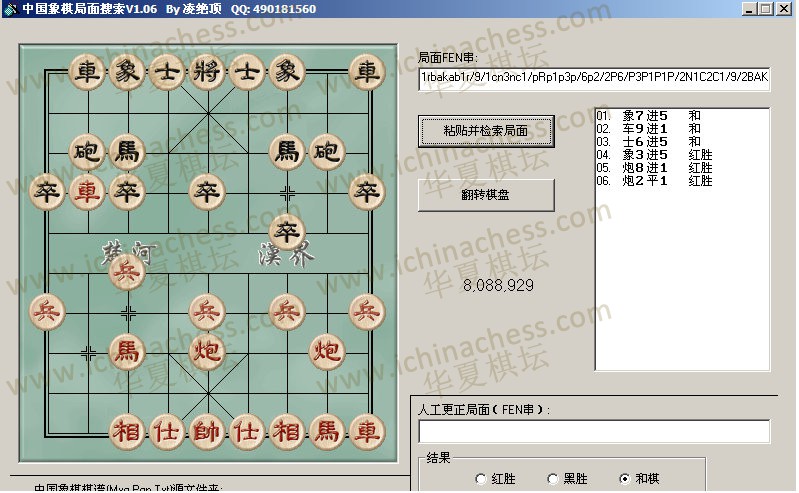 中国象棋局面搜索V1.06 By 凌绝顶 QQ: 490181560
局面FEN串:
1rbakab1r/9/1cn3nc1/pRp1p3p/6p2/2P6/P3P1P1P/2N1C2C1/9/2BAK
粘贴并检索局面
翻转棋盘
8,088,929
01. 象7进5 和
02. 车9进1 和
03. 士6进5 和
04. 象3进5 红胜
05. 炮8进1 红胜
06. 炮2平1 红胜
車 象 士 將 士 象 車
砲 馬 馬 砲
卒 車 卒 卒 卒
卒
楚河 漢界
兵
兵 兵 兵 兵
馬 炮 炮
相 仕 帥 仕 相 馬 車
人工更正局面(FEN串):
结果
红胜 黑胜 和棋
中国象棋棋谱(Mxq,Pgn,Txt)源文件夹:
www.ichinachess.com
华夏棋坛